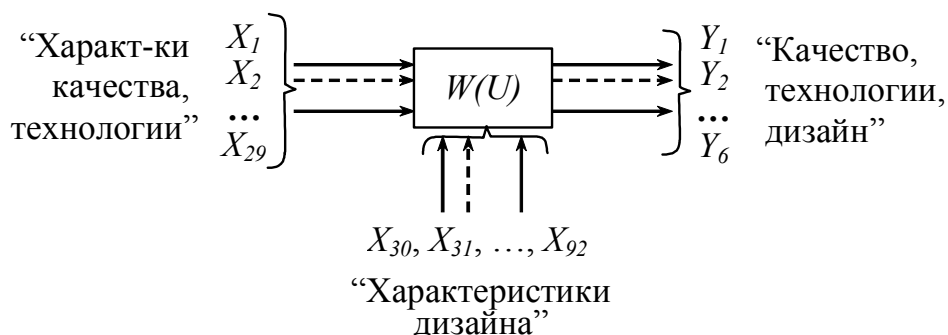 “Характ-ки
качества,
технологии”
X1
X2
...
X29
W(U)
Y1
Y2
...
Y6
“Качество,
технологии,
дизайн”
X30, X31, ..., X92
“Характеристики
дизайна”